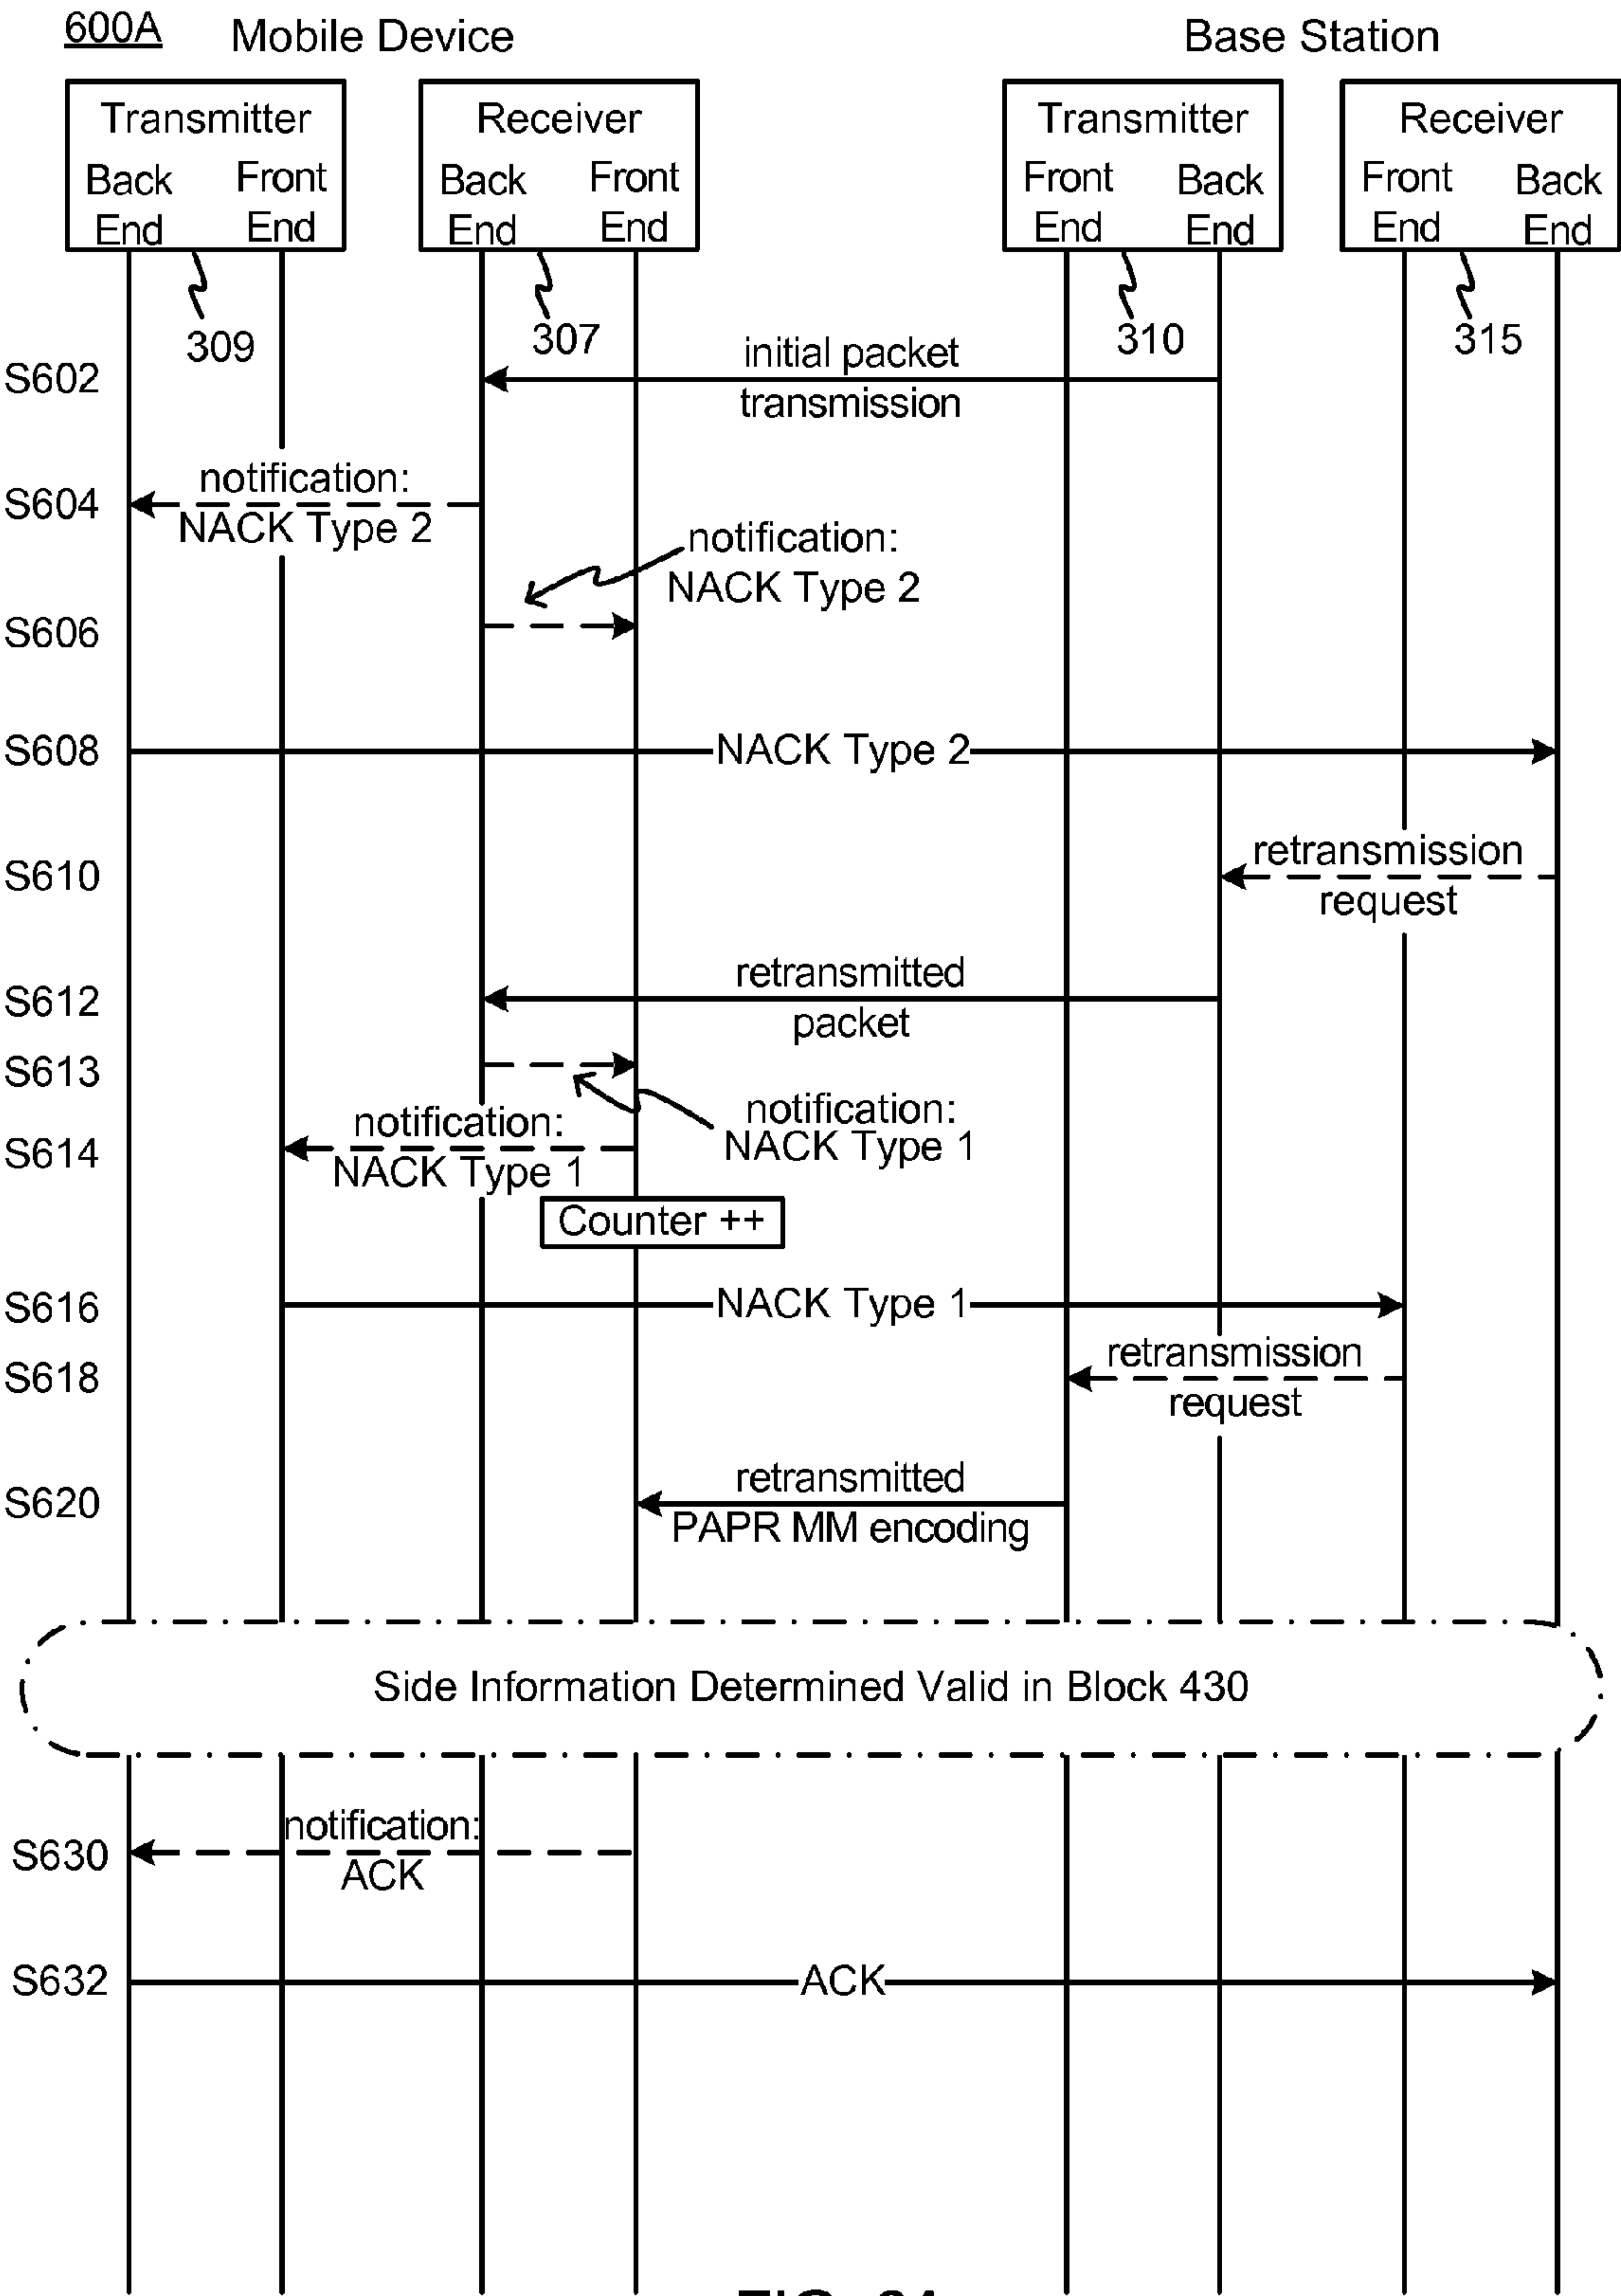 600A Mobile Device Base Station
Transmitter Receiver Transmitter Receiver
Back Front Back Front Front Back Front Back
End End End End End End End End
309 307 310 315
S602 initial packet
transmission
S604 notification:
NACK Type 2
notification:
NACK Type 2
S606
S608 NACK Type 2
S610 retransmission
request
S612 retransmitted
packet
S613
notification:
NACK Type 1
S614 notification:
NACK Type 1
Counter ++
S616 NACK Type 1
S618 retransmission
request
S620 retransmitted
PAPR MM encoding
Side Information Determined Valid in Block 430
S630 notification:
ACK
S632 ACK